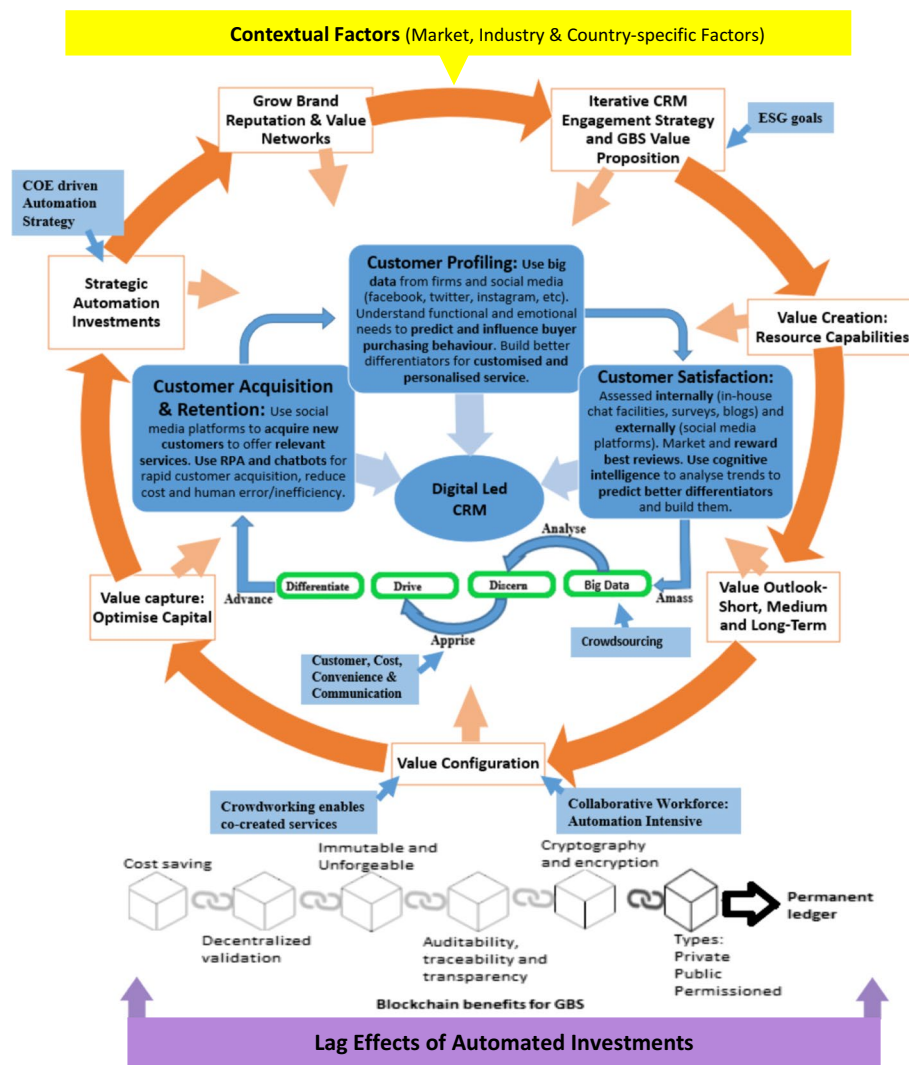 Contextual Factors (Market, Industry & Country-specific Factors)
Grow Brand
Reputation & Value
Networks
Iterative CRM
Engagement Strategy
and GBS Value
Proposition
ESG goals
COE driven
Automation
Strategy
Strategic
Automation
Investments
Customer Profiling: Use big
data from firms and social media
(facebook, twitter, instagram, etc).
Understand functional and emotional
needs to predict and influence buyer
purchasing behaviour. Build better
differentiators for customised and
personalised service.
Value Creation:
Resource Capabilities
Customer Acquisition
& Retention: Use social
media platforms to acquire new
customers to offer relevant
services. Use RPA and chatbots for
rapid customer acquisition, reduce
cost and human error/inefficiency.
Customer Satisfaction:
Assessed internally (in-house
chat facilities, surveys, blogs) and
externally (social media
platforms). Market and reward
best reviews. Use cognitive
intelligence to analyse trends to
predict better differentiators
and build them.
Digital Led
CRM
Analyse
Differentiate
Drive
Discern
Big Data
Advance
Amass
Apprise
Value capture:
Optimise Capital
Value Outlook-
Short, Medium
and Long-Term
Crowdsourcing
Customer, Cost,
Convenience &
Communication
Value Configuration
Crowdworking enables
co-created services
Collaborative Workforce:
Automation Intensive
Cost saving
Immutable and
Unforgeable
Cryptography
and encryption
Permanent
ledger
Decentralized
validation
Auditability,
traceability and
transparency
Types:
Private
Public
Permissioned
Blockchain benefits for GBS
Lag Effects of Automated Investments